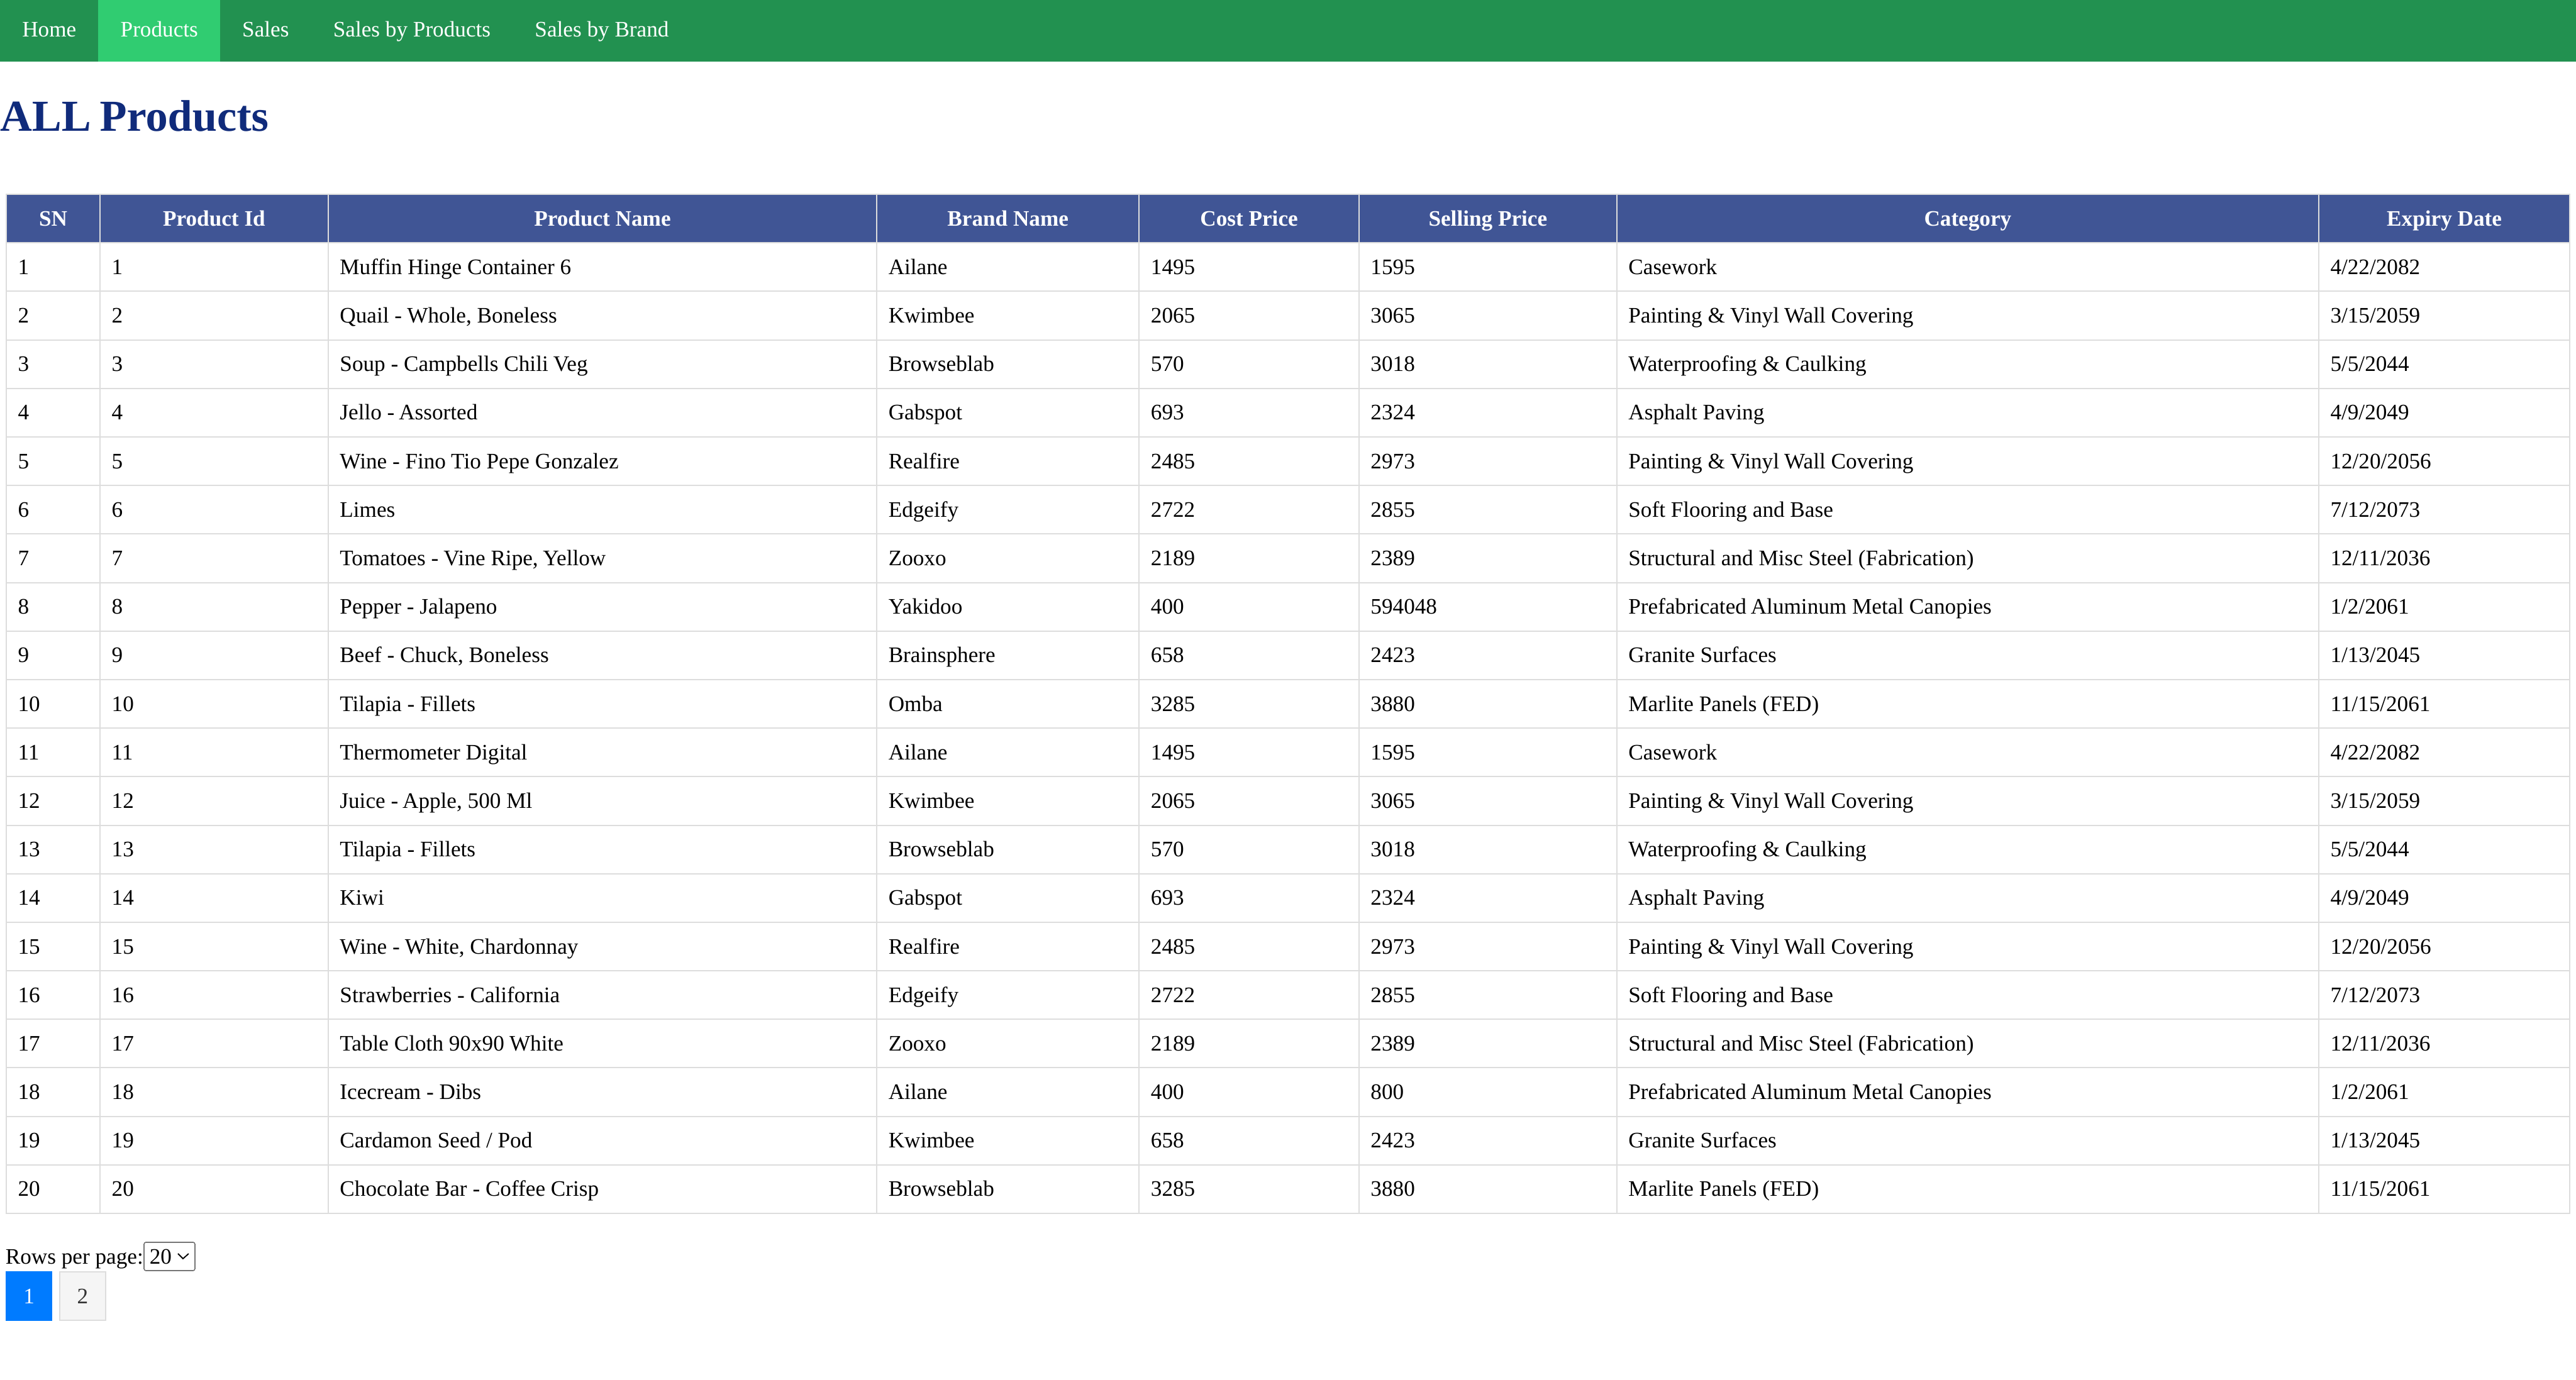 Home Products Sales Sales by Products Sales by Brand
ALL Products
SN Product Id Product Name Brand Name Cost Price Selling Price Category Expiry Date
1 1 Muffin Hinge Container 6 Ailane 1495 1595 Casework 4/22/2082
2 2 Quail - Whole, Boneless Kwimbee 2065 3065 Painting & Vinyl Wall Covering 3/15/2059
3 3 Soup - Campbells Chili Veg Browseblab 570 3018 Waterproofing & Caulking 5/5/2044
4 4 Jello - Assorted Gabspot 693 2324 Asphalt Paving 4/9/2049
5 5 Wine - Fino Tio Pepe Gonzalez Realfire 2485 2973 Painting & Vinyl Wall Covering 12/20/2056
6 6 Limes Edgeify 2722 2855 Soft Flooring and Base 7/12/2073
7 7 Tomatoes - Vine Ripe, Yellow Zooxo 2189 2389 Structural and Misc Steel (Fabrication) 12/11/2036
8 8 Pepper - Jalapeno Yakidoo 400 594048 Prefabricated Aluminum Metal Canopies 1/2/2061
9 9 Beef - Chuck, Boneless Brainsphere 658 2423 Granite Surfaces 1/13/2045
10 10 Tilapia - Fillets Omba 3285 3880 Marlite Panels (FED) 11/15/2061
11 11 Thermometer Digital Ailane 1495 1595 Casework 4/22/2082
12 12 Juice - Apple, 500 Ml Kwimbee 2065 3065 Painting & Vinyl Wall Covering 3/15/2059
13 13 Tilapia - Fillets Browseblab 570 3018 Waterproofing & Caulking 5/5/2044
14 14 Kiwi Gabspot 693 2324 Asphalt Paving 4/9/2049
15 15 Wine - White, Chardonnay Realfire 2485 2973 Painting & Vinyl Wall Covering 12/20/2056
16 16 Strawberries - California Edgeify 2722 2855 Soft Flooring and Base 7/12/2073
17 17 Table Cloth 90x90 White Zooxo 2189 2389 Structural and Misc Steel (Fabrication) 12/11/2036
18 18 Icecream - Dibs Ailane 400 800 Prefabricated Aluminum Metal Canopies 1/2/2061
19 19 Cardamon Seed / Pod Kwimbee 658 2423 Granite Surfaces 1/13/2045
20 20 Chocolate Bar - Coffee Crisp Browseblab 3285 3880 Marlite Panels (FED) 11/15/2061
Rows per page: 20
1 2